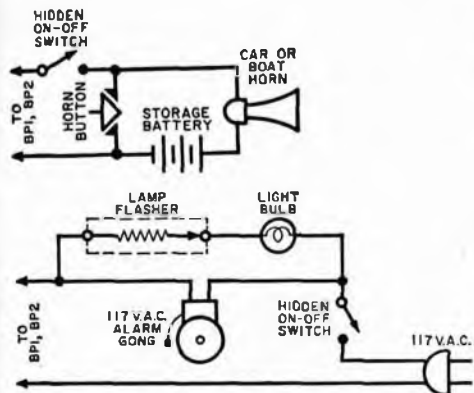 HIDDEN
ON-OFF
SWITCH
CAR OR
BOAT
HORN
TO
BP1, BP2
HORN
BUTTON
STORAGE
BATTERY
LAMP
FLASHER
LIGHT
BULB
TO
BP1, BP2
117 V.A.C.
ALARM
GONG
HIDDEN
ON-OFF
SWITCH
117 V.A.C.